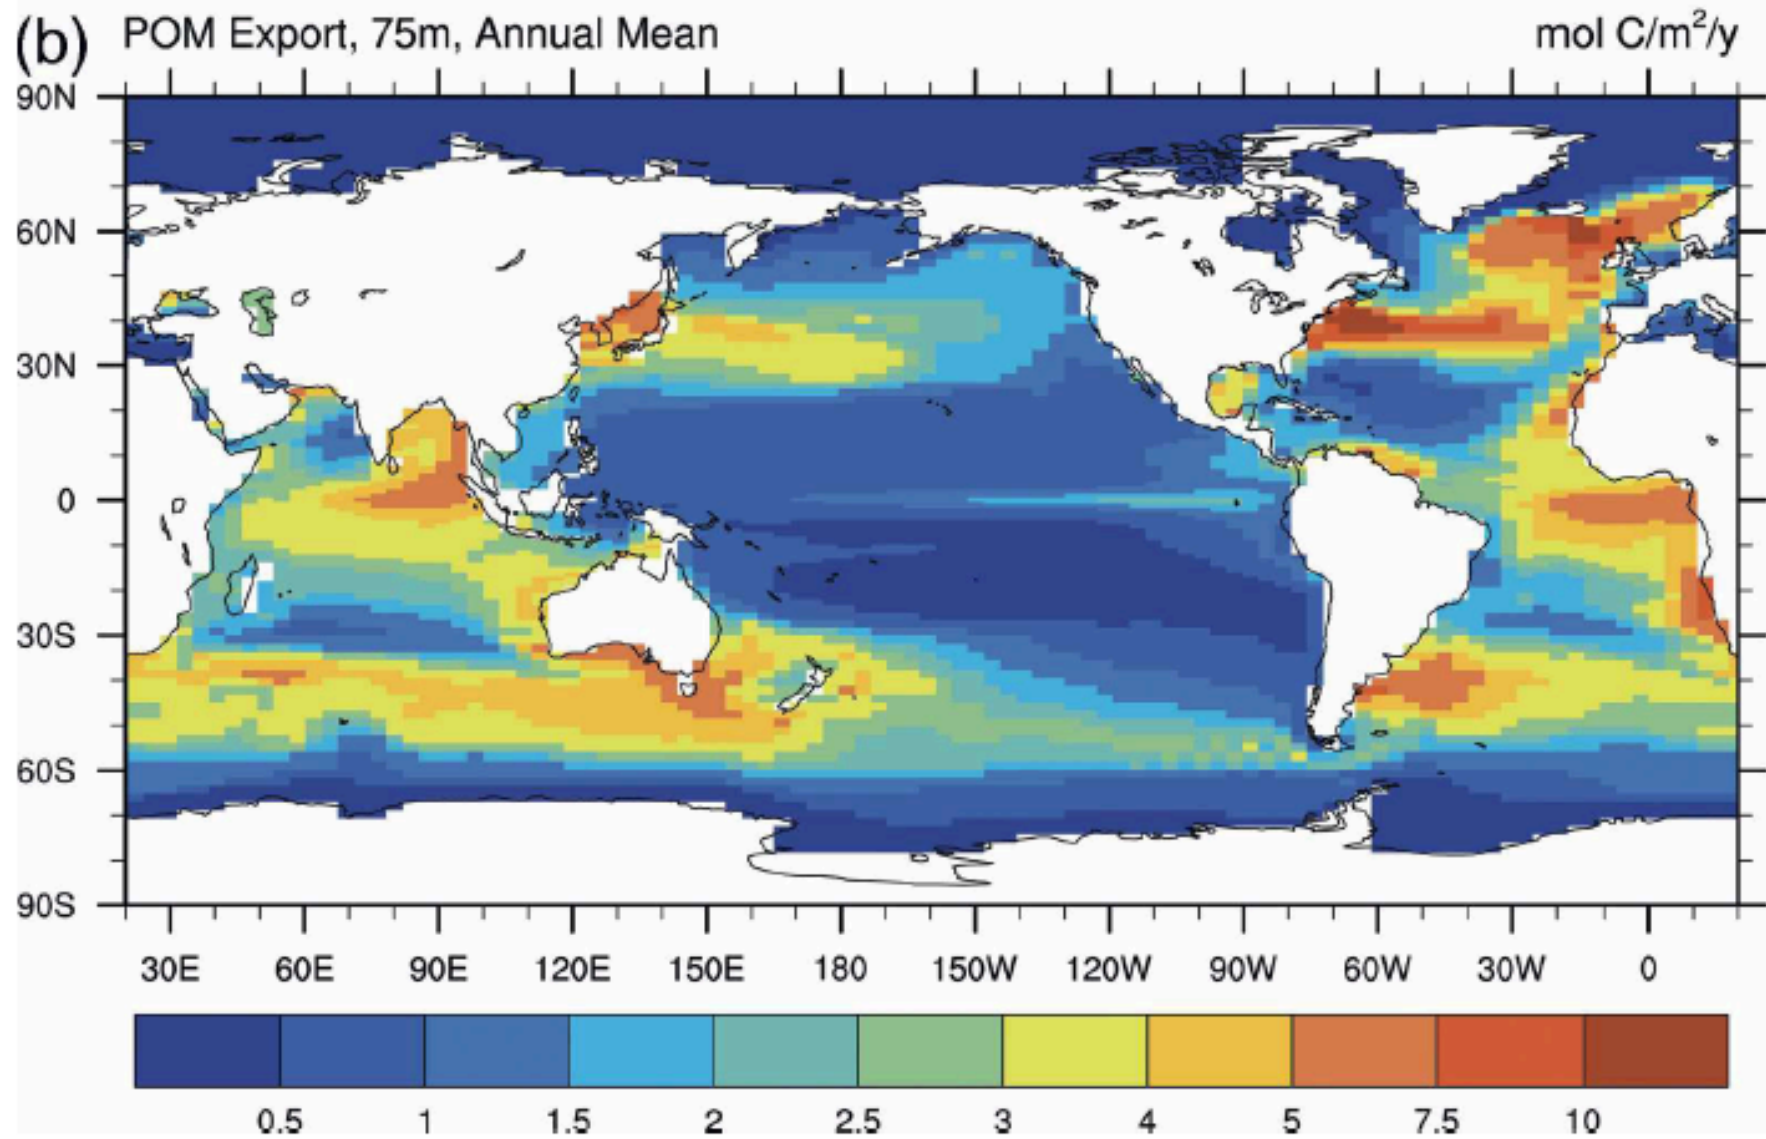 (b) POM Export, 75m, Annual Mean mol C/m²/y
90N
60N
30N
0
30S
60S
90S
30E 60E 90E 120E 150E 180 150W 120W 90W 60W 30W 0
0.5 1 1.5 2 2.5 3 4 5 7.5 10